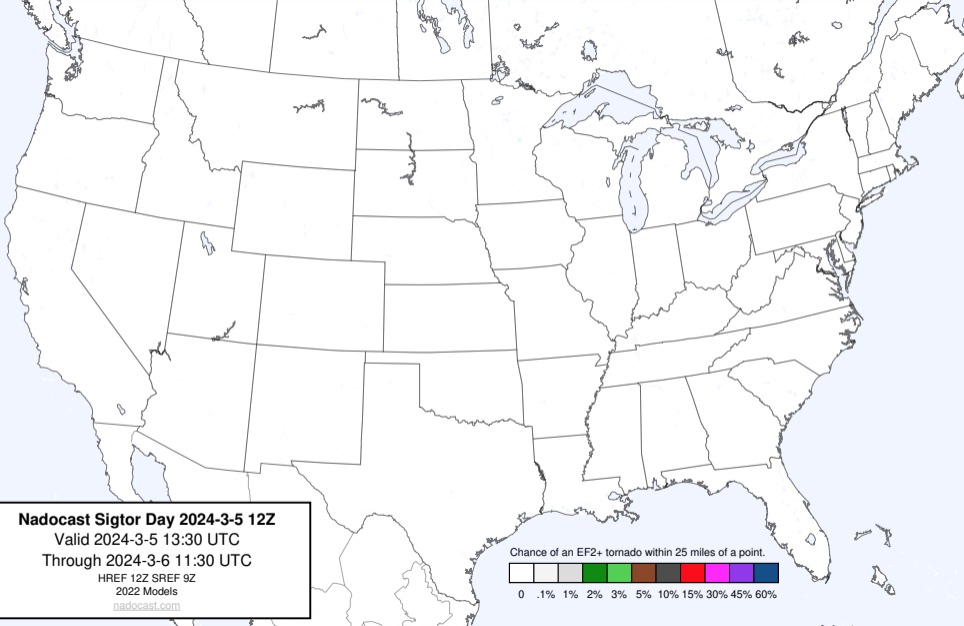 Nadocast Sigtor Day 2024-3-5 12Z
Valid 2024-3-5 13:30 UTC
Through 2024-3-6 11:30 UTC
HREF 12Z SREF 9Z
2022 Models
nadocast.com
Chance of an EF2+ tornado within 25 miles of a point.
0 .1% 1% 2% 3% 5% 10% 15% 30% 45% 60%